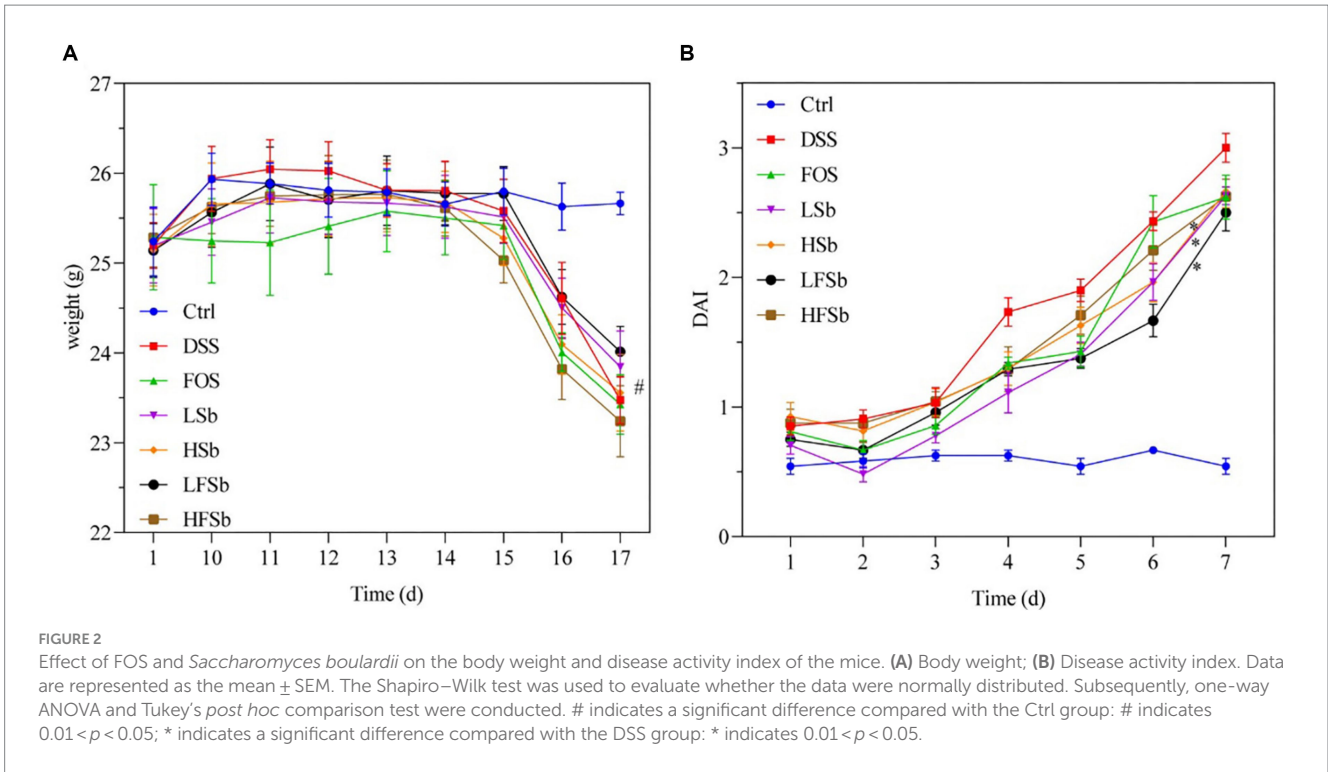 A
B
27
26
25
24
23
22
weight (g)
Ctrl
DSS
FOS
LSb
HSb
LFSb
HFSb
#
1 10 11 12 13 14 15 16 17
Time (d)
3
2
1
0
DAI
Ctrl
DSS
FOS
LSb
HSb
LFSb
HFSb
*
*
*
1 2 3 4 5 6 7
Time (d)
FIGURE 2
Effect of FOS and Saccharomyces boulardii on the body weight and disease activity index of the mice. (A) Body weight; (B) Disease activity index. Data
are represented as the mean ± SEM. The Shapiro–Wilk test was used to evaluate whether the data were normally distributed. Subsequently, one-way
ANOVA and Tukey's post hoc comparison test were conducted. # indicates a significant difference compared with the Ctrl group: # indicates
0.01 < p < 0.05; * indicates a significant difference compared with the DSS group: * indicates 0.01 < p < 0.05.